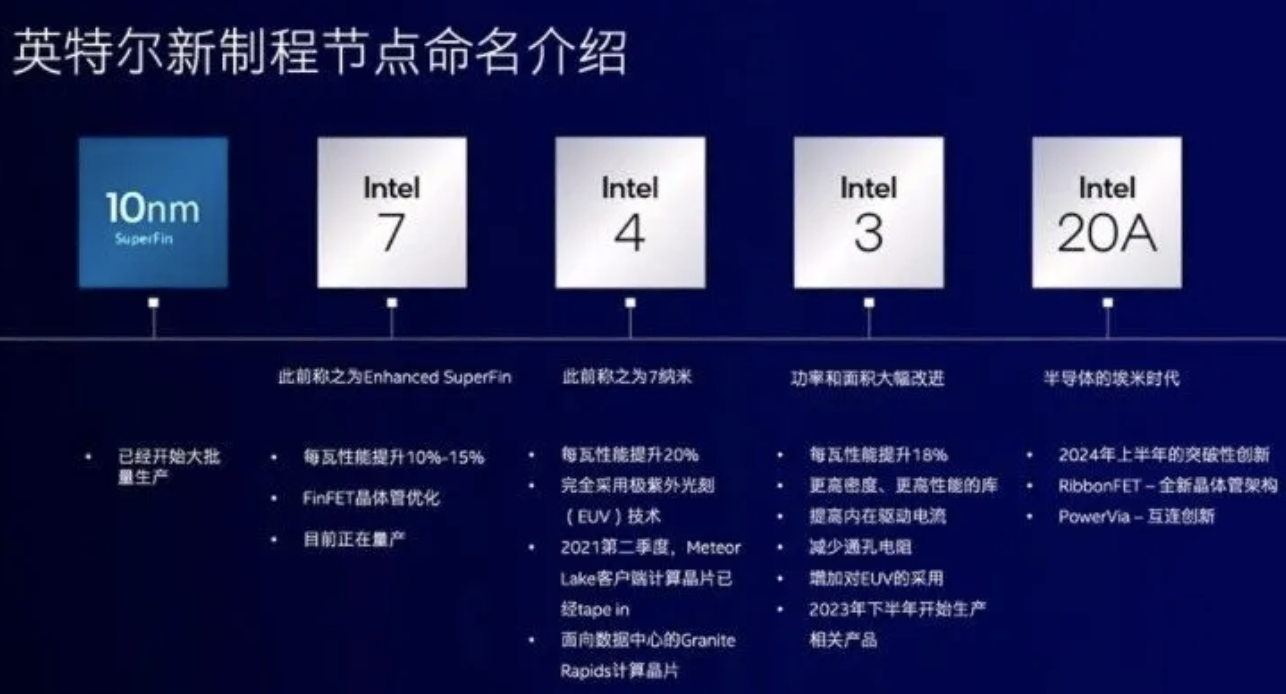 英特尔新制程节点命名介绍
10nm
SuperFin
Intel
7
Intel
4
Intel
3
Intel
20A
此前称之为Enhanced SuperFin
此前称之为7纳米
功率和面积大幅改进
半导体的埃米时代
• 已经开始大批
量生产
• 每瓦性能提升10%-15%
• FinFET晶体管优化
• 目前正在量产
• 每瓦性能提升20%
• 完全采用极紫外光刻
（EUV）技术
• 2021第二季度，Meteor
Lake客户端计算晶片已
经tape in
• 面向数据中心的Granite
Rapids计算晶片
• 每瓦性能提升18%
• 更高密度、更高性能的库
• 提高内在驱动电流
• 减少通孔电阻
• 增加对EUV的采用
• 2023年下半年开始生产
相关产品
• 2024年上半年的突破性创新
• RibbonFET – 全新晶体管架构
• PowerVia – 互连创新